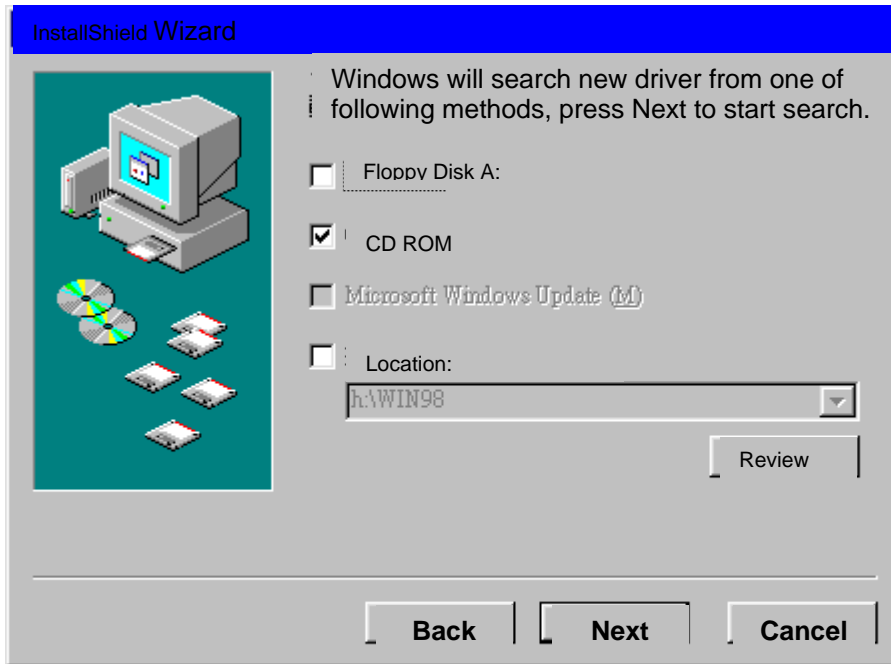 InstallShield Wizard
Windows will search new driver from one of
following methods, press Next to start search.
Floppy Disk A:
CD ROM
Microsoft Windows Update (M)
Location:
h:\WIN98
Review
Back
Next
Cancel